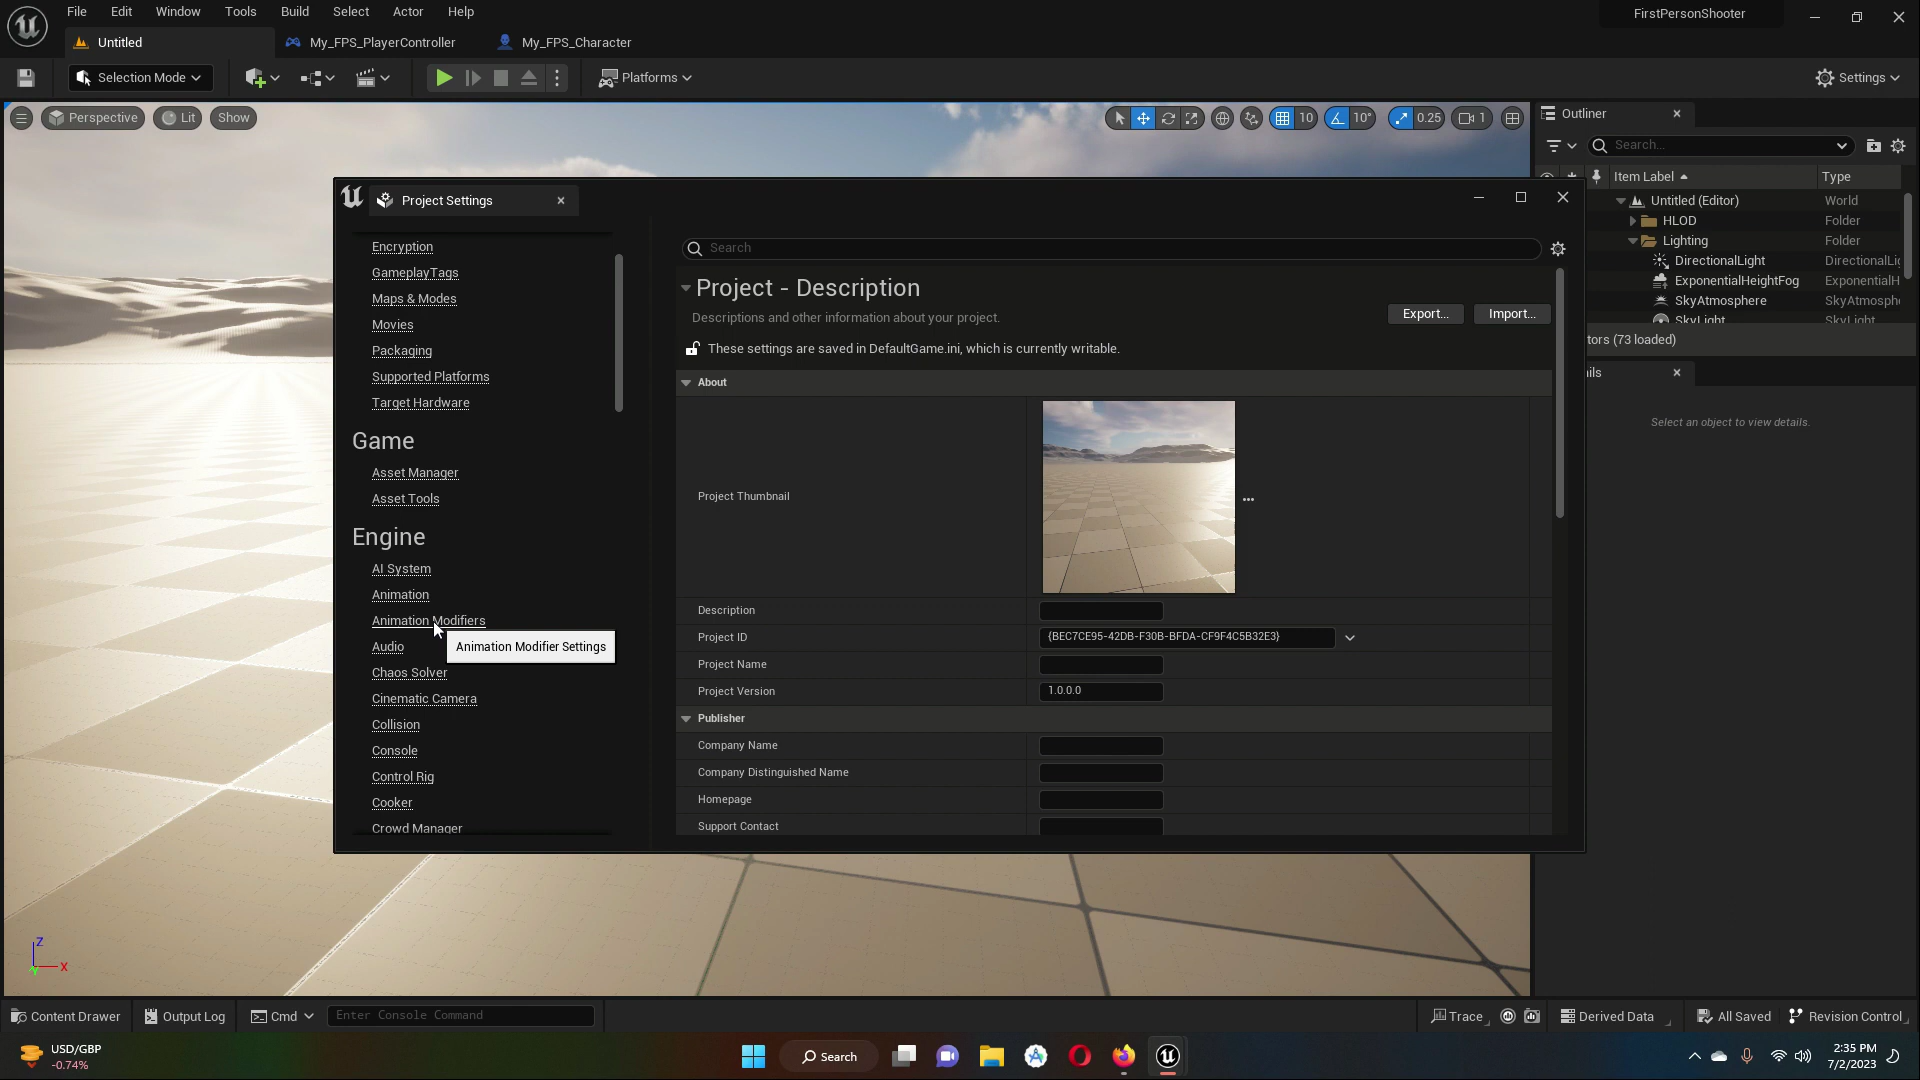 File Edit Window Tools Build Select Actor Help
FirstPersonShooter
Untitled
My_FPS_PlayerController
My_FPS_Character
Selection Mode
Platforms
Settings
Perspective
Lit
Show
10
10°
0.25
1
Outliner
Search...
Item Label
Type
Untitled (Editor)
World
HLOD
Folder
Lighting
Folder
DirectionalLight
DirectionalLig
ExponentialHeightFog
ExponentialH
SkyAtmosphere
SkyAtmosph
SkyLight
SkyLight
tors (73 loaded)
ils
Select an object to view details.
Project Settings
Encryption
GameplayTags
Maps & Modes
Movies
Packaging
Supported Platforms
Target Hardware
Game
Asset Manager
Asset Tools
Engine
AI System
Animation
Animation Modifiers
Audio
Animation Modifier Settings
Chaos Solver
Cinematic Camera
Collision
Console
Control Rig
Cooker
Crowd Manager
Search
Project - Description
Descriptions and other information about your project.
Export...
Import...
These settings are saved in DefaultGame.ini, which is currently writable.
About
Project Thumbnail
Description
Project ID
{BEC7CE95-42DB-F30B-BFDA-CF9F4C5B32E3}
Project Name
Project Version
1.0.0.0
Publisher
Company Name
Company Distinguished Name
Homepage
Support Contact
Z
X
Y
Content Drawer
Output Log
Cmd
Enter Console Command
Trace
Derived Data
All Saved
Revision Control
USD/GBP
-0.74%
Search
2:35 PM
7/2/2023